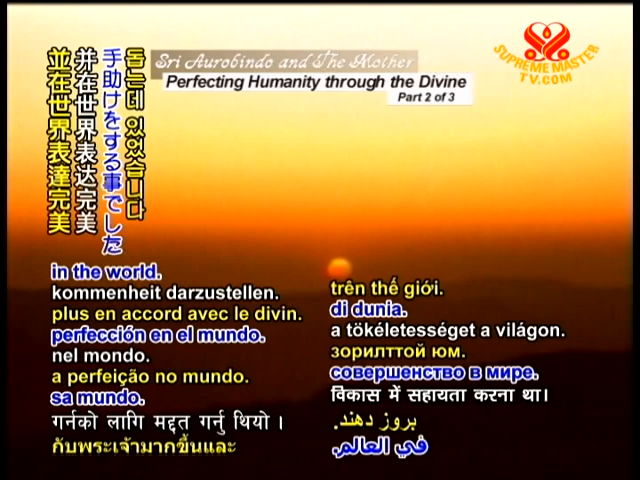 Sri Aurobindo and The Mother
Perfecting Humanity through the Divine
Part 2 of 3
SUPREME MASTER
TV.COM
돕는데 있었습니다
手助けをする事でした
并在世界表达完美
並在世界表達完美
in the world.
kommenheit darzustellen.
plus en accord avec le divin.
perfección en el mundo.
nel mondo.
a perfeição no mundo.
sa mundo.
गर्नको लागि मद्दत गर्नु थियो ।
กับพระเจ้ามากขึ้นและ
trên thế giới.
di dunia.
a tökéletességet a világon.
зорилттой юм.
совершенство в мире.
विकास में सहायता करना था।
بروز دهند.
في العالم.